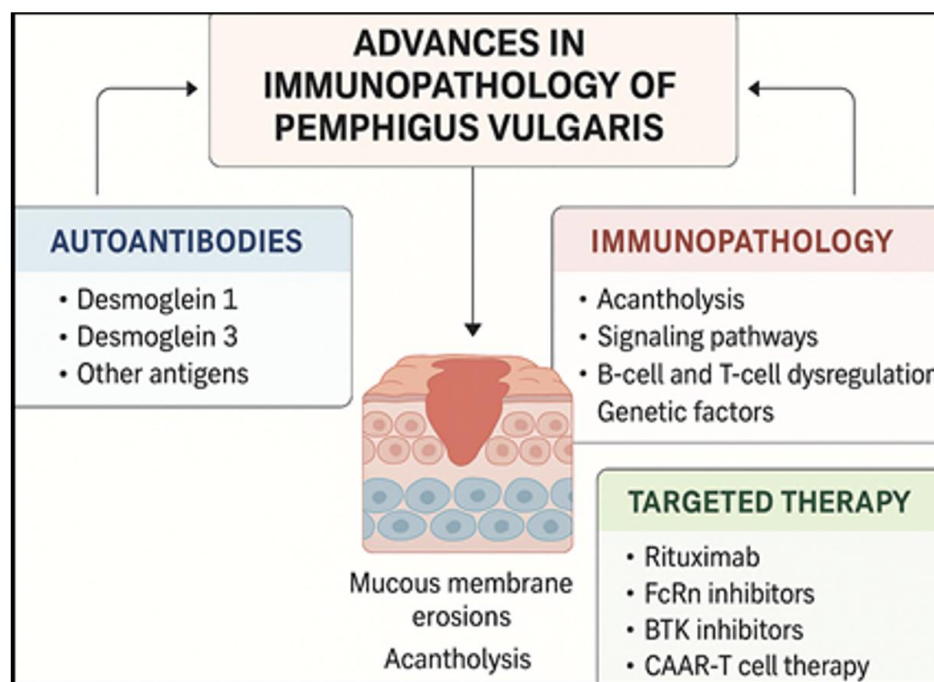 ADVANCES IN
IMMUNOPATHOLOGY OF
PEMPHIGUS VULGARIS
AUTOANTIBODIES
• Desmoglein 1
• Desmoglein 3
• Other antigens
IMMUNOPATHOLOGY
• Acantholysis
• Signaling pathways
• B-cell and T-cell dysregulation
Genetic factors
Mucous membrane
erosions
Acantholysis
TARGETED THERAPY
• Rituximab
• FcRn inhibitors
• BTK inhibitors
• CAAR-T cell therapy